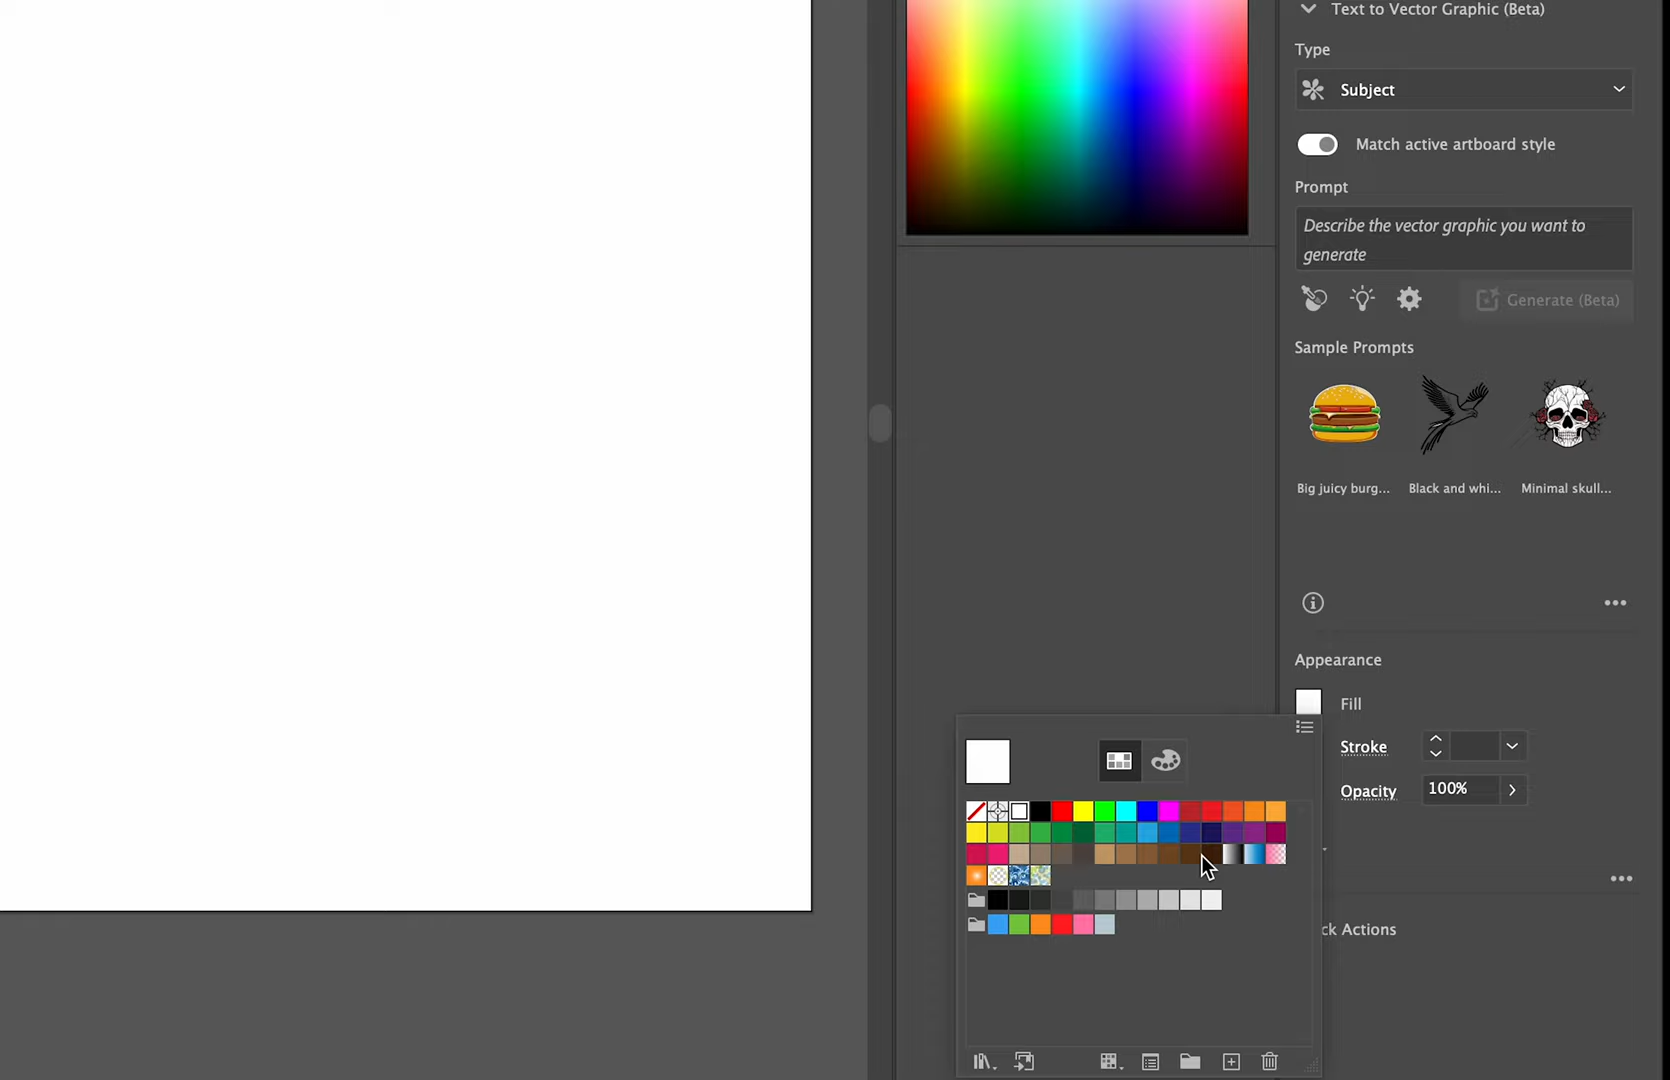 Text to Vector Graphic (Beta)
Type
Subject
Match active artboard style
Prompt
Describe the vector graphic you want to
generate
Generate (Beta)
Sample Prompts
Big juicy burg...
Black and whi...
Minimal skull...
Appearance
Fill
Stroke
Opacity
100%
ck Actions